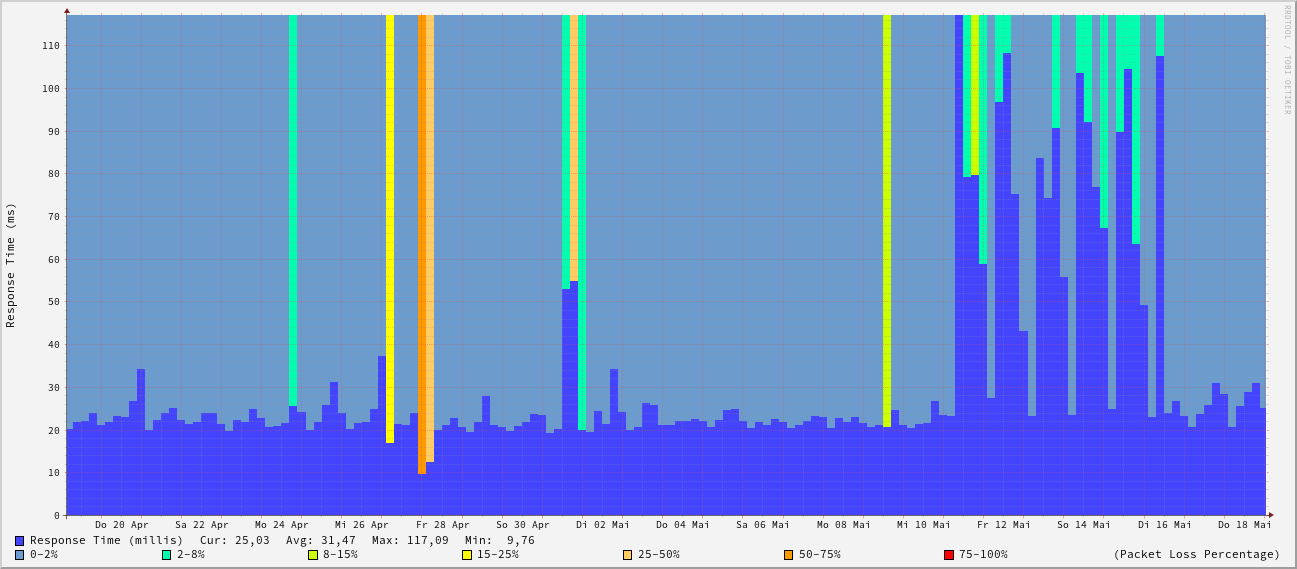 RRDTOOL / TOBI OETIKER
Response Time (ms)
110
100
90
80
70
60
50
40
30
20
10
0
Do 20 Apr Sa 22 Apr Mo 24 Apr Mi 26 Apr Fr 28 Apr So 30 Apr Di 02 Mai Do 04 Mai Sa 06 Mai Mo 08 Mai Mi 10 Mai Fr 12 Mai So 14 Mai Di 16 Mai Do 18 Mai
Response Time (millis) Cur: 25,03 Avg: 31,47 Max: 117,09 Min: 9,76
0-2% 2-8% 8-15% 15-25% 25-50% 50-75% 75-100% (Packet Loss Percentage)